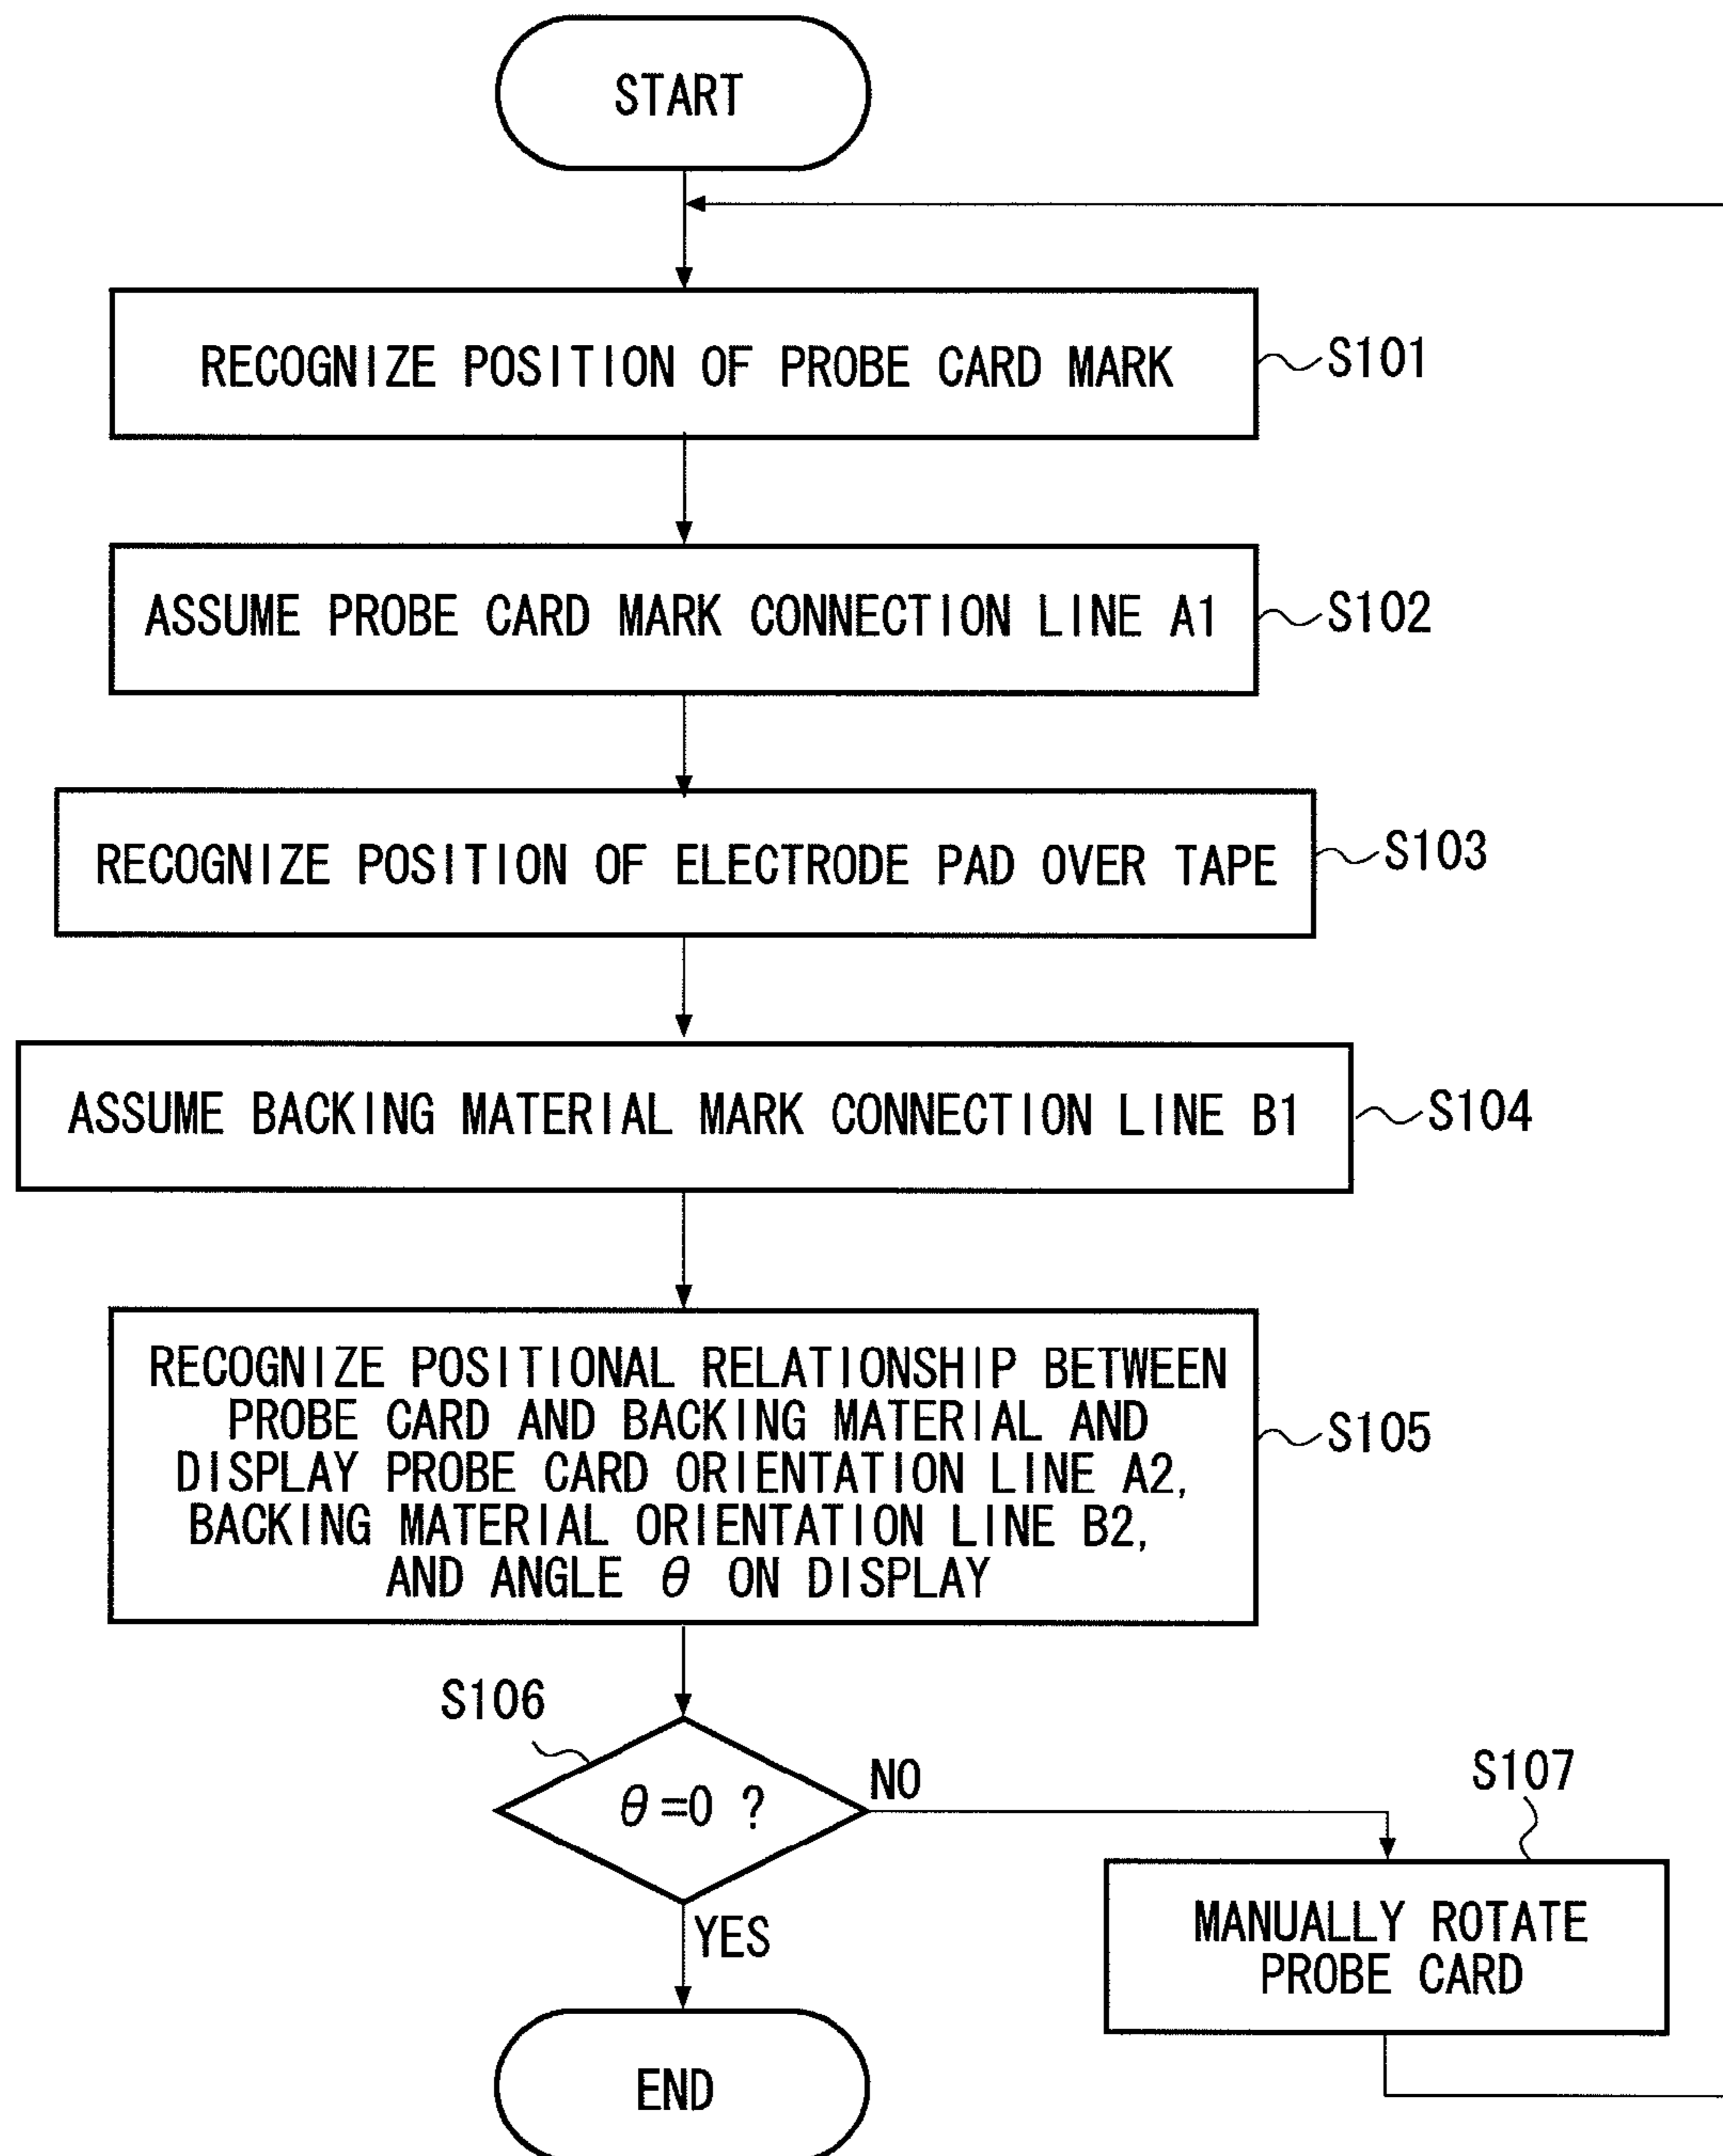 START
RECOGNIZE POSITION OF PROBE CARD MARK
S101
ASSUME PROBE CARD MARK CONNECTION LINE A1
S102
RECOGNIZE POSITION OF ELECTRODE PAD OVER TAPE
S103
ASSUME BACKING MATERIAL MARK CONNECTION LINE B1
S104
RECOGNIZE POSITIONAL RELATIONSHIP BETWEEN
PROBE CARD AND BACKING MATERIAL AND
DISPLAY PROBE CARD ORIENTATION LINE A2,
BACKING MATERIAL ORIENTATION LINE B2,
AND ANGLE θ ON DISPLAY
S105
S106
θ=0 ?
NO
YES
S107
MANUALLY ROTATE
PROBE CARD
END